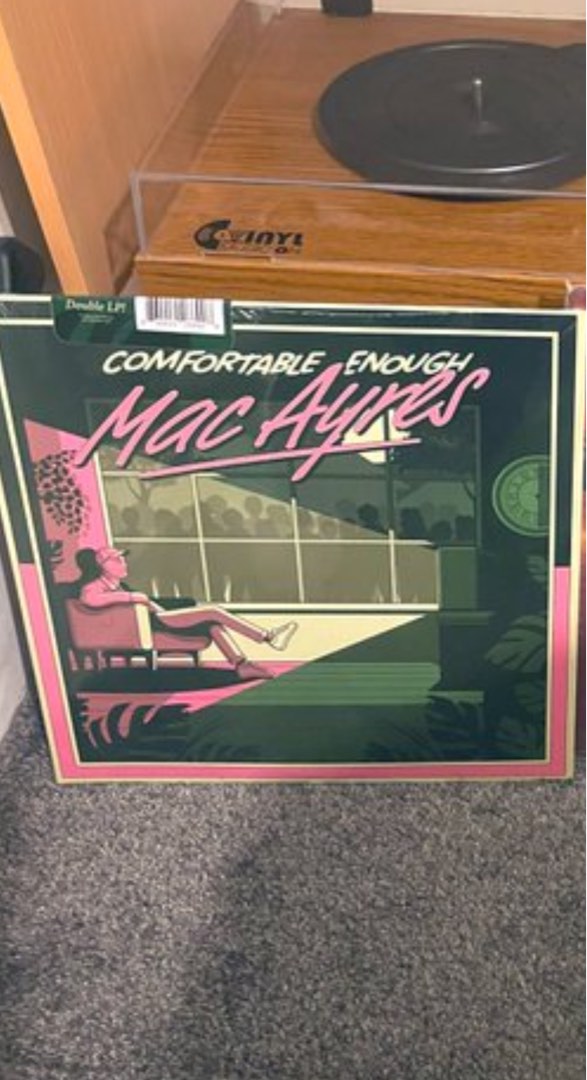 VINYL
Double LP!
COMFORTABLE ENOUGH
Mac Ayres